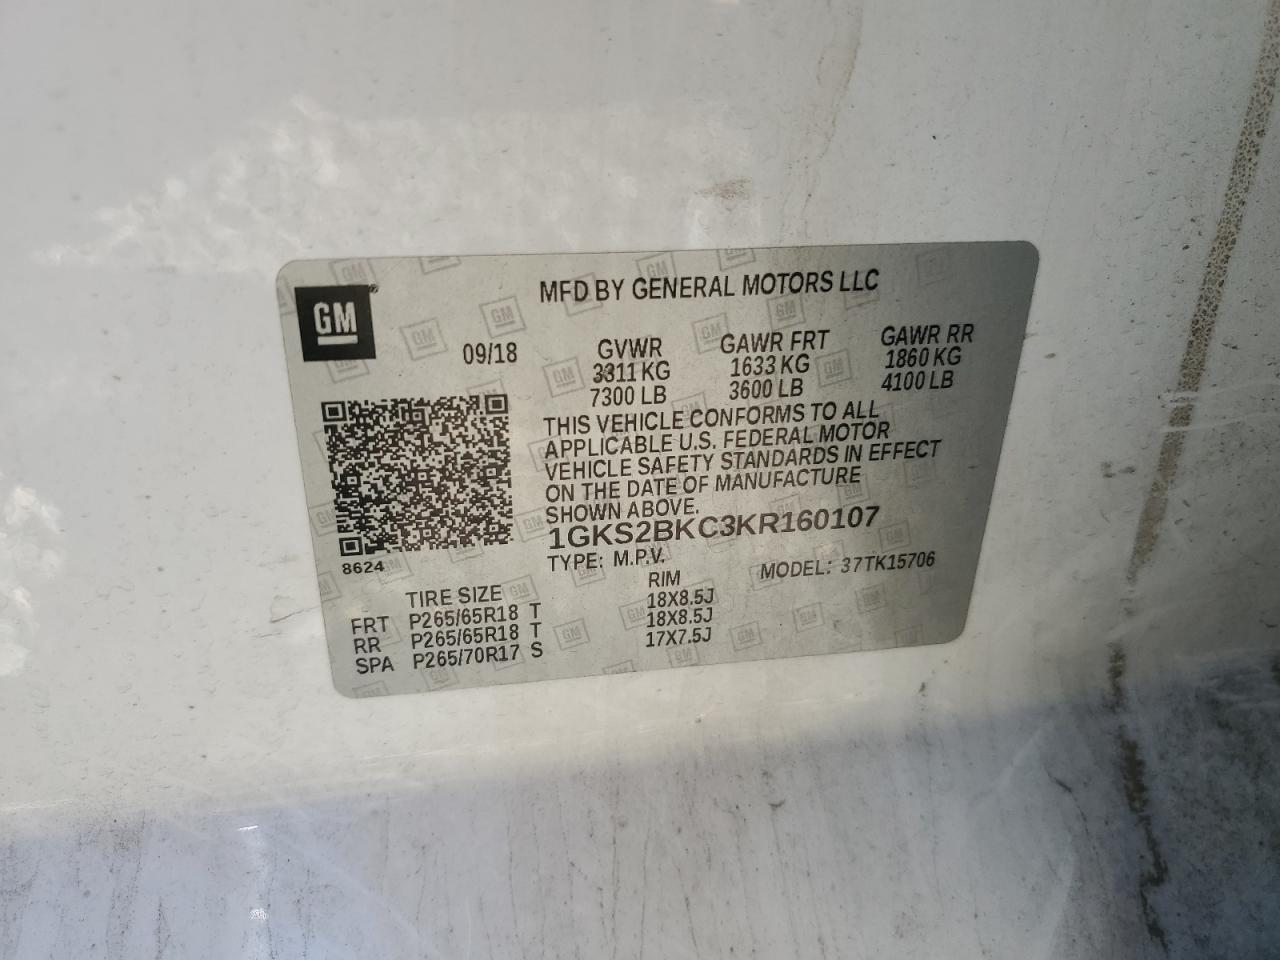 GM®
MFD BY GENERAL MOTORS LLC
09/18
GVWR GAWR FRT GAWR RR
3311 KG 1633 KG 1860 KG
7300 LB 3600 LB 4100 LB
THIS VEHICLE CONFORMS TO ALL
APPLICABLE U.S. FEDERAL MOTOR
VEHICLE SAFETY STANDARDS IN EFFECT
ON THE DATE OF MANUFACTURE
SHOWN ABOVE.
1GKS2BKC3KR160107
8624
TYPE: M.P.V. MODEL: 37TK15706
TIRE SIZE RIM
FRT P265/65R18 T 18X8.5J
RR P265/65R18 T 18X8.5J
SPA P265/70R17 S 17X7.5J